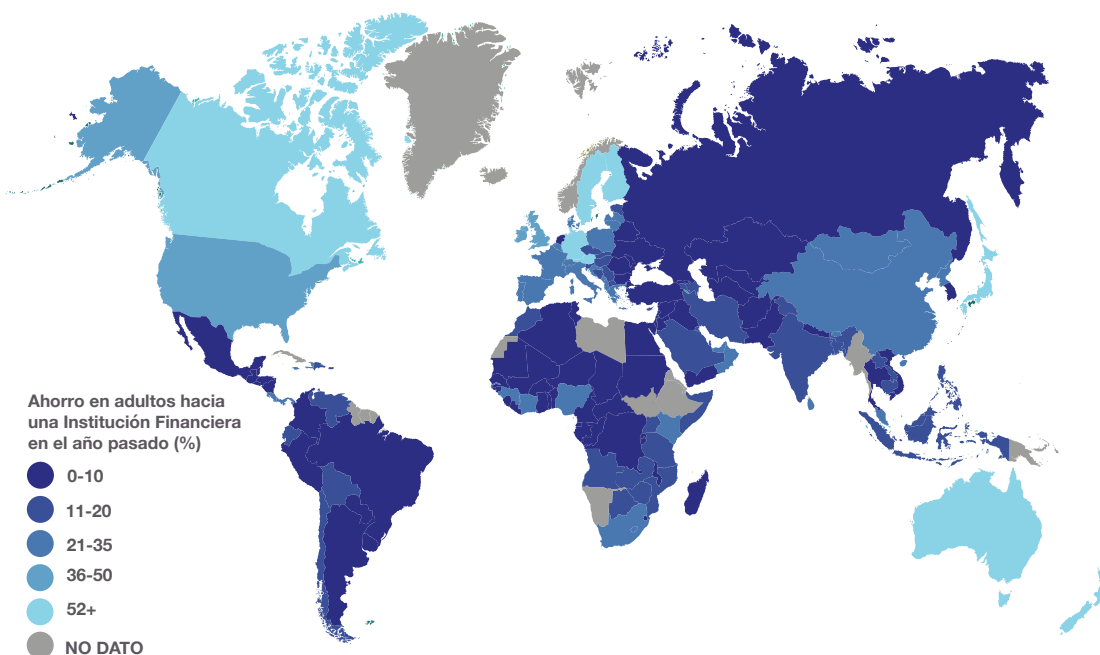 Ahorro en adultos hacia
una Institución Financiera
en el año pasado (%)
0-10
11-20
21-35
36-50
52+
NO DATO